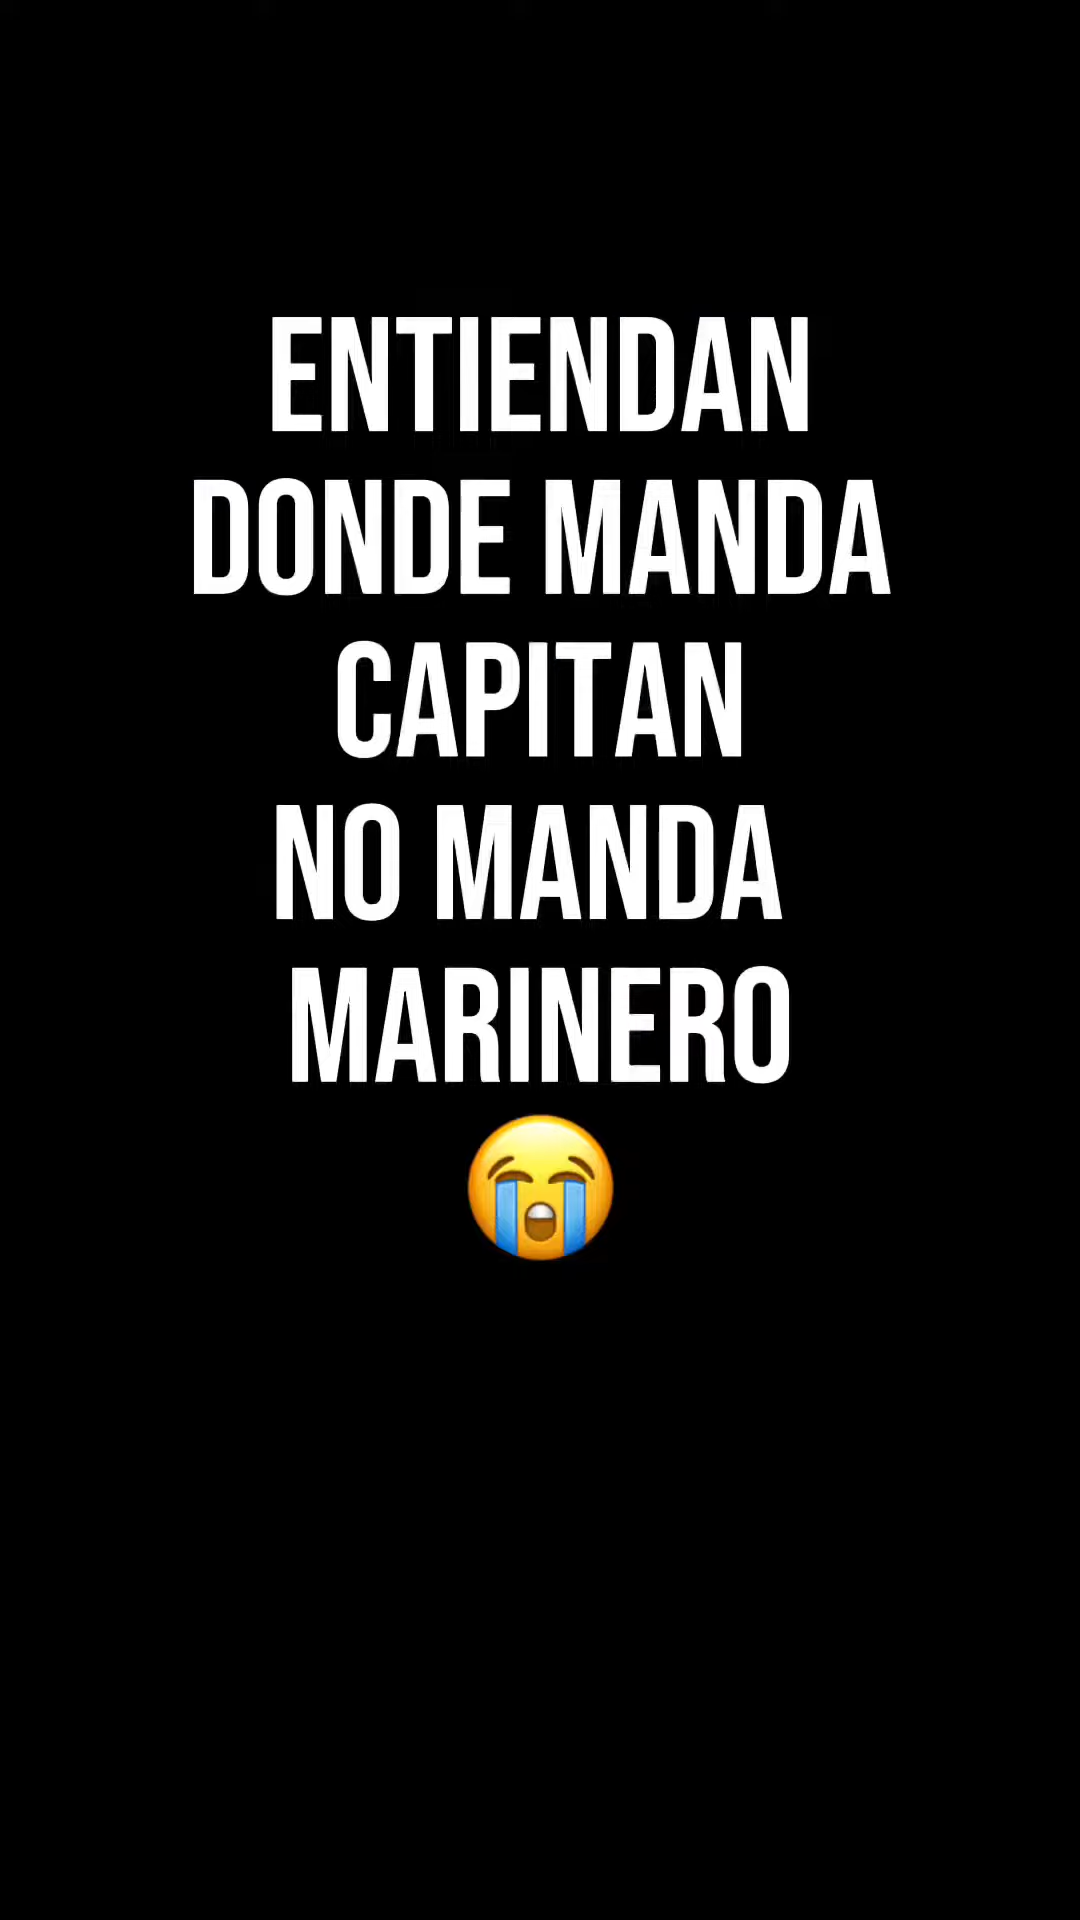 ENTIENDAN
DONDE MANDA
CAPITAN
NO MANDA
MARINERO
😭